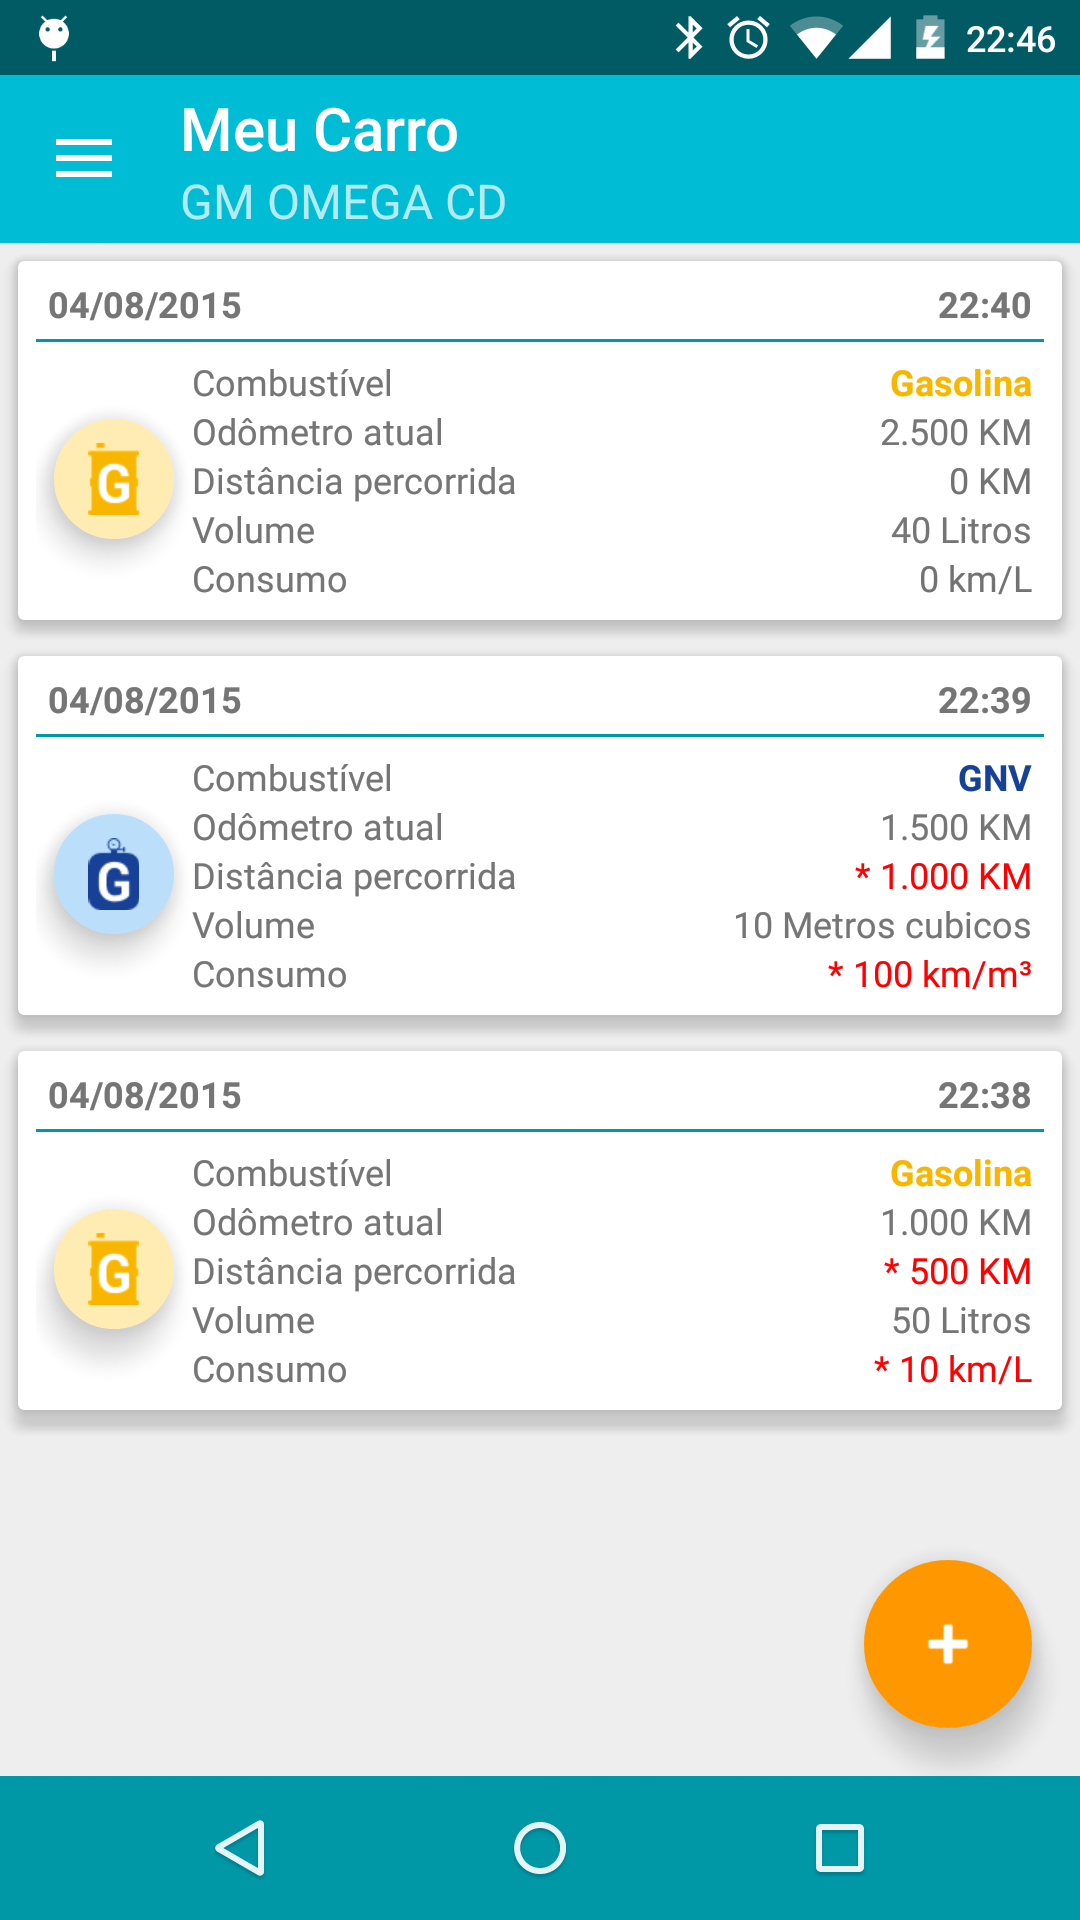 22:46
Meu Carro
GM OMEGA CD
04/08/2015 22:40
Combustível Gasolina
Odômetro atual 2.500 KM
G
Distância percorrida 0 KM
Volume 40 Litros
Consumo 0 km/L
04/08/2015 22:39
Combustível GNV
Odômetro atual 1.500 KM
G
Distância percorrida * 1.000 KM
Volume 10 Metros cubicos
Consumo * 100 km/m³
04/08/2015 22:38
Combustível Gasolina
Odômetro atual 1.000 KM
G
Distância percorrida * 500 KM
Volume 50 Litros
Consumo * 10 km/L
+